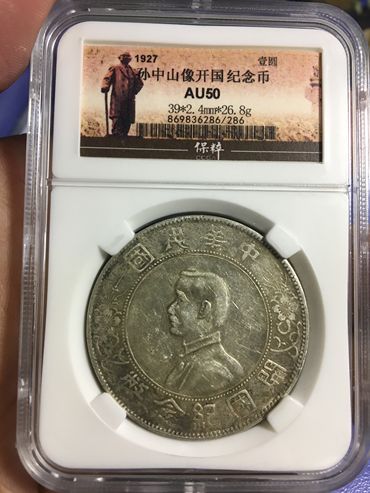 1927
壹圆
孙中山像开国纪念币
AU50
39*2.4mm*26.8g
869836286/286
保粹
中華民國
開國紀念幣